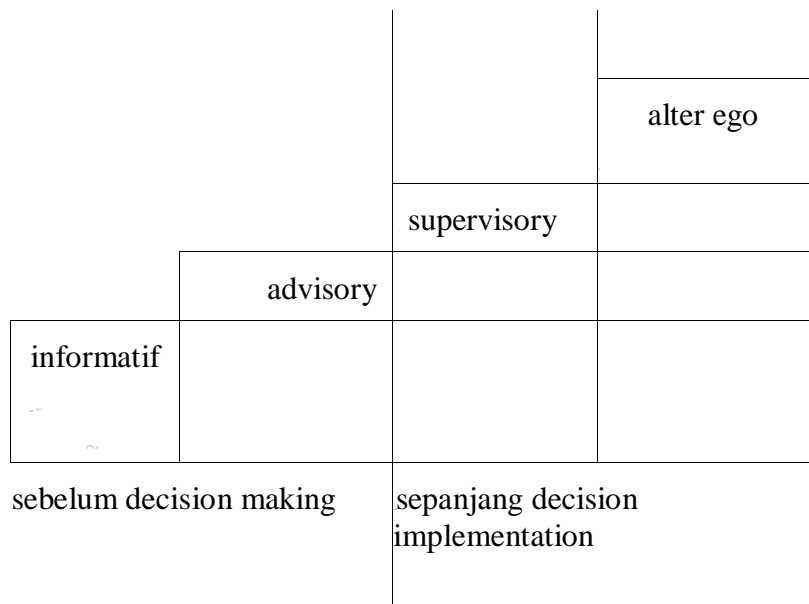 alter ego
supervisory
advisory
informatif
sebelum decision making
sepanjang decision
implementation